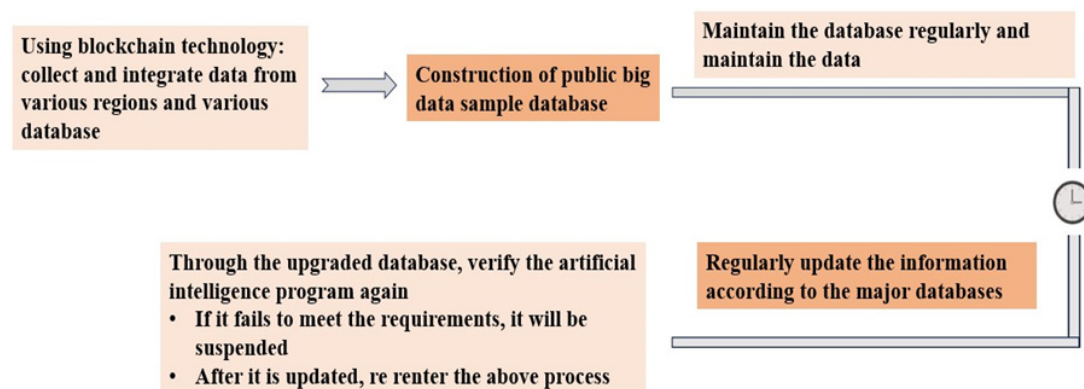 Using blockchain technology:
collect and integrate data from
various regions and various
database
Construction of public big
data sample database
Maintain the database regularly and
maintain the data
Regularly update the information
according to the major databases
Through the upgraded database, verify the artificial
intelligence program again
• If it fails to meet the requirements, it will be
suspended
• After it is updated, re renter the above process